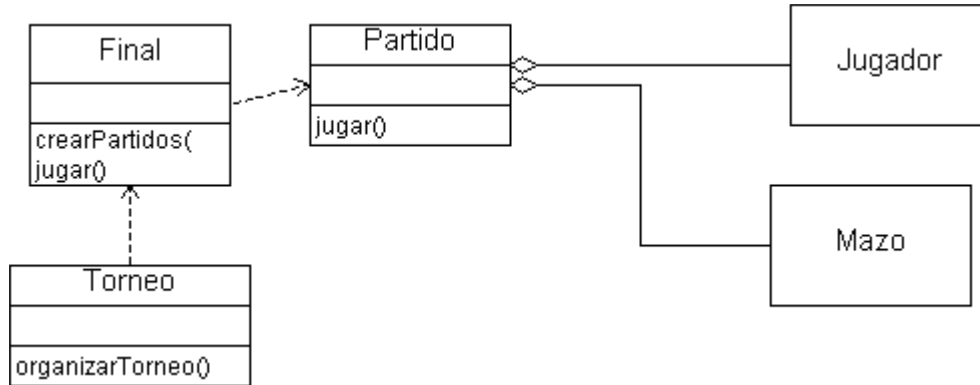 Final
crearPartidos(
jugar()
Partido
jugar()
Jugador
Mazo
Torneo
organizarTorneo()